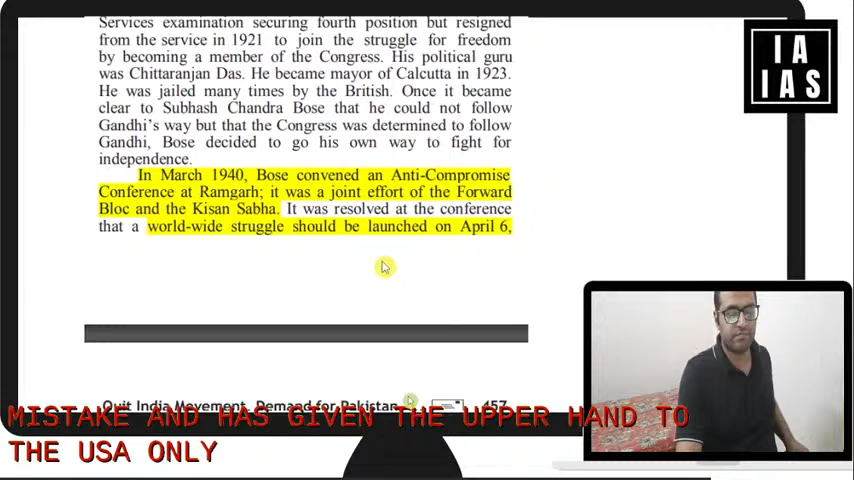 Services examination securing fourth position but resigned
from the service in 1921 to join the struggle for freedom
by becoming a member of the Congress. His political guru
was Chittaranjan Das. He became mayor of Calcutta in 1923.
He was jailed many times by the British. Once it became
clear to Subhash Chandra Bose that he could not follow
Gandhi's way but that the Congress was determined to follow
Gandhi, Bose decided to go his own way to fight for
independence.
In March 1940, Bose convened an Anti-Compromise
Conference at Ramgarh; it was a joint effort of the Forward
Bloc and the Kisan Sabha. It was resolved at the conference
that a world-wide struggle should be launched on April 6,
Quit India Movement, Demand for Pakistan 457
MISTAKE AND HAS GIVEN THE UPPER HAND TO
THE USA ONLY
IA
IAS